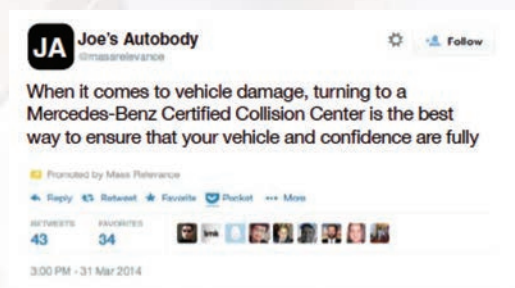 JA
Joe's Autobody
@massrelevance
Follow
When it comes to vehicle damage, turning to a
Mercedes-Benz Certified Collision Center is the best
way to ensure that your vehicle and confidence are fully
Promoted by Mass Relevance
Reply Retweet Favorite Pocket More
RETWEETS FAVORITES
43 34
3:00 PM - 31 Mar 2014